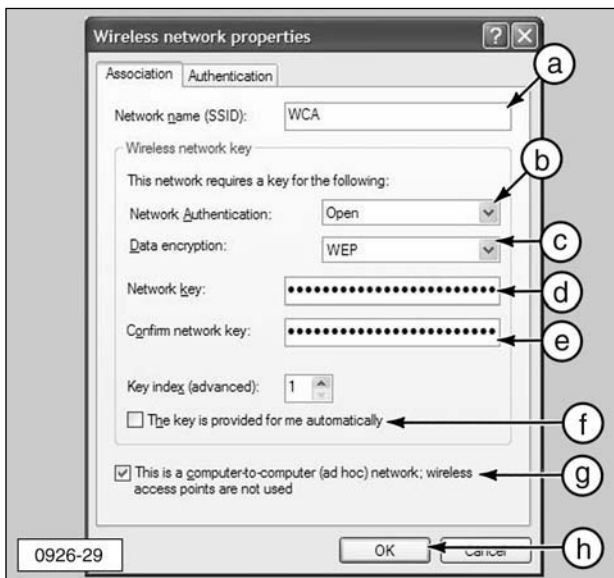 Wireless network properties
Association Authentication
a
Network name (SSID): WCA
Wireless network key
This network requires a key for the following:
b
Network Authentication: Open
Data encryption: WEP
c
Network key: •••••••••••••••••••••••••
d
Confirm network key: •••••••••••••••••••••••••
e
Key index (advanced): 1
The key is provided for me automatically
f
This is a computer-to-computer (ad hoc) network; wireless
access points are not used
g
0926-29
OK Cancel
h